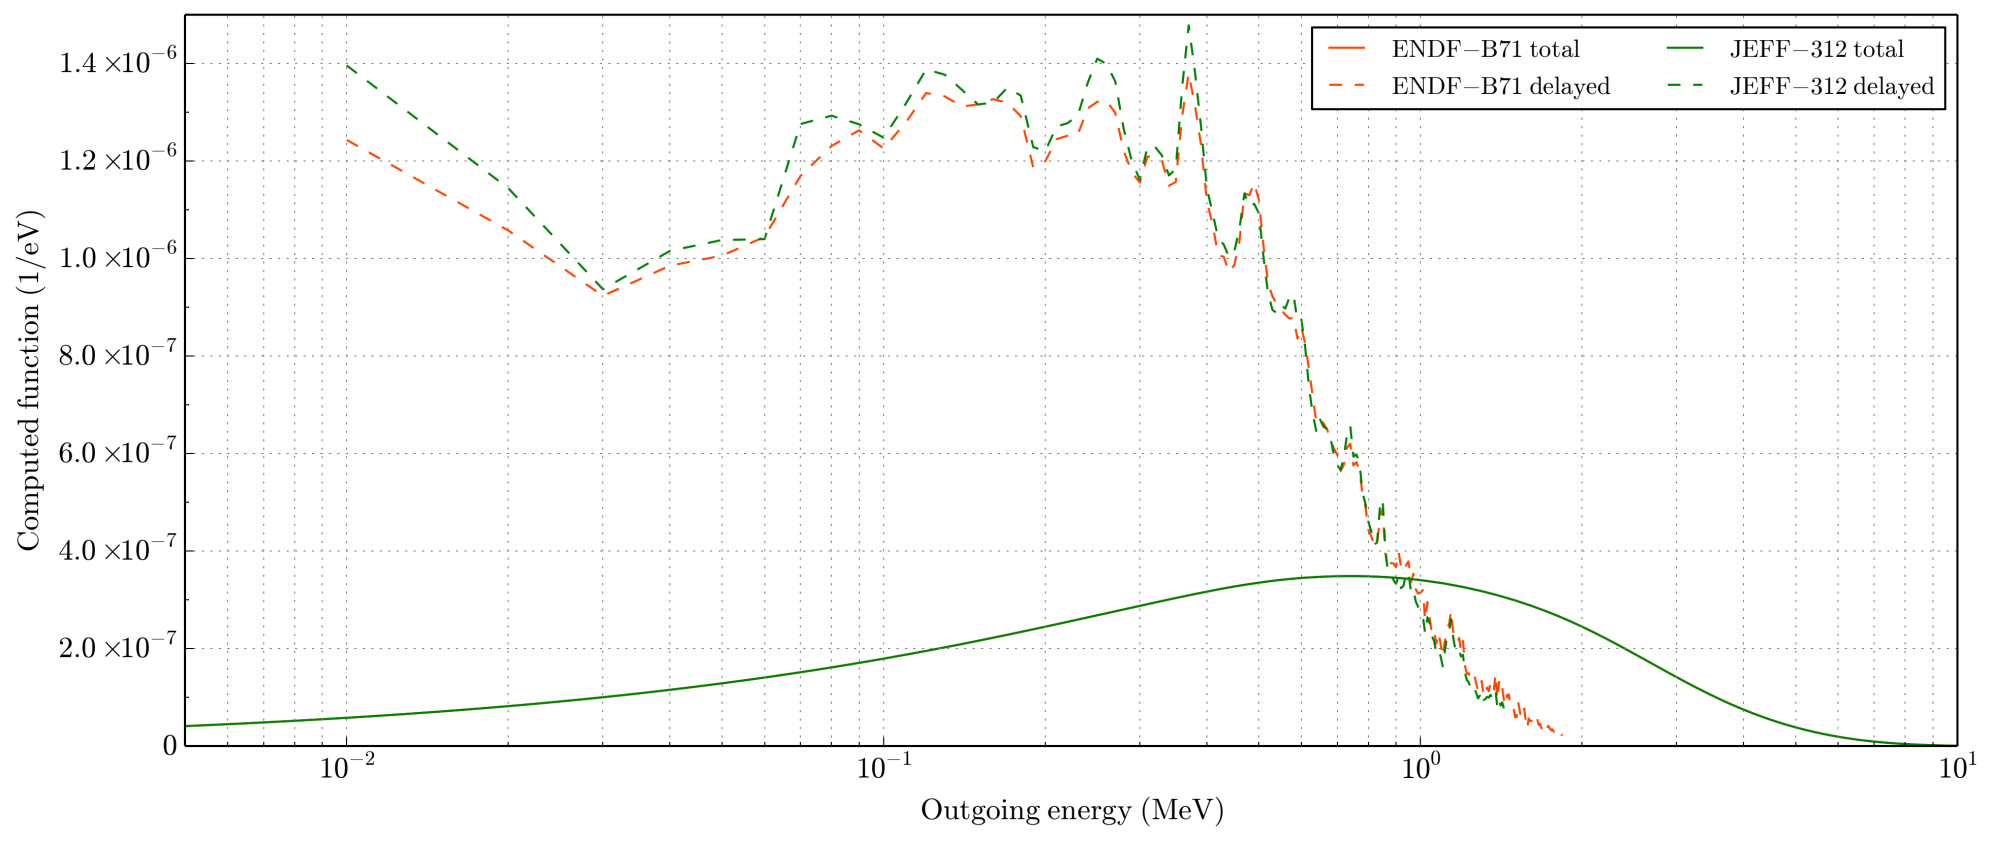 ENDF−B71 total
JEFF−312 total
ENDF−B71 delayed
JEFF−312 delayed
Computed function (1/eV)
1.4 ×10⁻⁶
1.2 ×10⁻⁶
1.0 ×10⁻⁶
8.0 ×10⁻⁷
6.0 ×10⁻⁷
4.0 ×10⁻⁷
2.0 ×10⁻⁷
0
10⁻² 10⁻¹ 10⁰ 10¹
Outgoing energy (MeV)